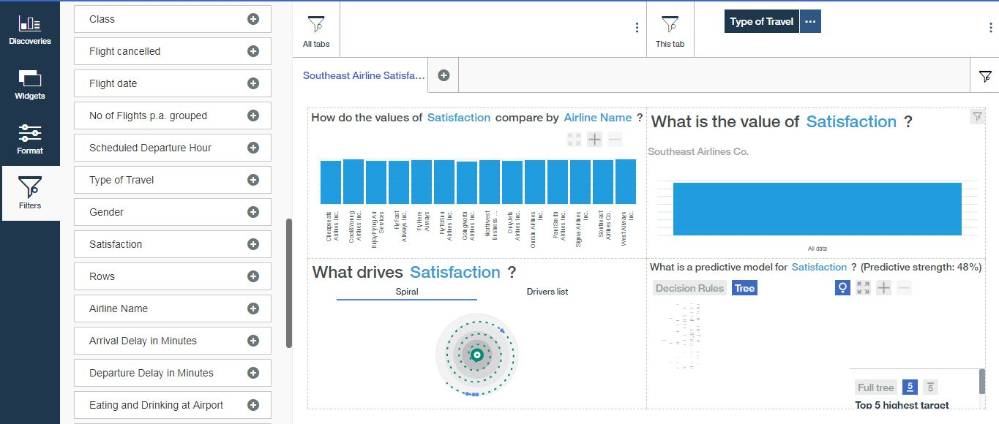 Discoveries
Widgets
Format
Filters
Class
Flight cancelled
Flight date
No of Flights p.a. grouped
Scheduled Departure Hour
Type of Travel
Gender
Satisfaction
Rows
Airline Name
Arrival Delay in Minutes
Departure Delay in Minutes
Eating and Drinking at Airport
All tabs
This tab
Type of Travel ...
Southeast Airline Satisfa...
How do the values of Satisfaction compare by Airline Name ?
Cheapseats
Airlines Inc.
Cool&Young
Airlines Inc.
EnjoyFlying Air
Services
FlyFast
Airways Inc.
FlyHere
Airways
FlyToSun
Airlines Inc.
GoingNorth
Airlines Inc.
Northwest
Business ...
OnlyJets
Airlines Inc.
Oursin Airlines
Inc.
Paul Smith
Airlines Inc.
Sigma Airlines
Inc.
Southeast
Airlines Co.
West Airways
Inc.
What is the value of Satisfaction ?
Southeast Airlines Co.
All data
What drives Satisfaction ?
Spiral
Drivers list
What is a predictive model for Satisfaction ? (Predictive strength: 48%)
Decision Rules
Tree
Full tree 5 5
Top 5 highest target